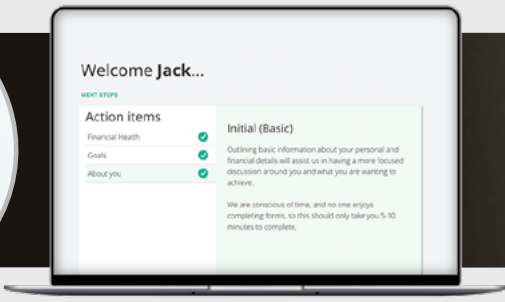 Welcome Jack...
NEXT STEPS
Action items
Financial Health
Goals
About you
Initial (Basic)
Outlining basic information about your personal and
financial details will assist us in having a more focused
discussion around you and what you are wanting to
achieve.
We are conscious of time, and no one enjoys
completing forms, so this should only take you 5-10
minutes to complete.